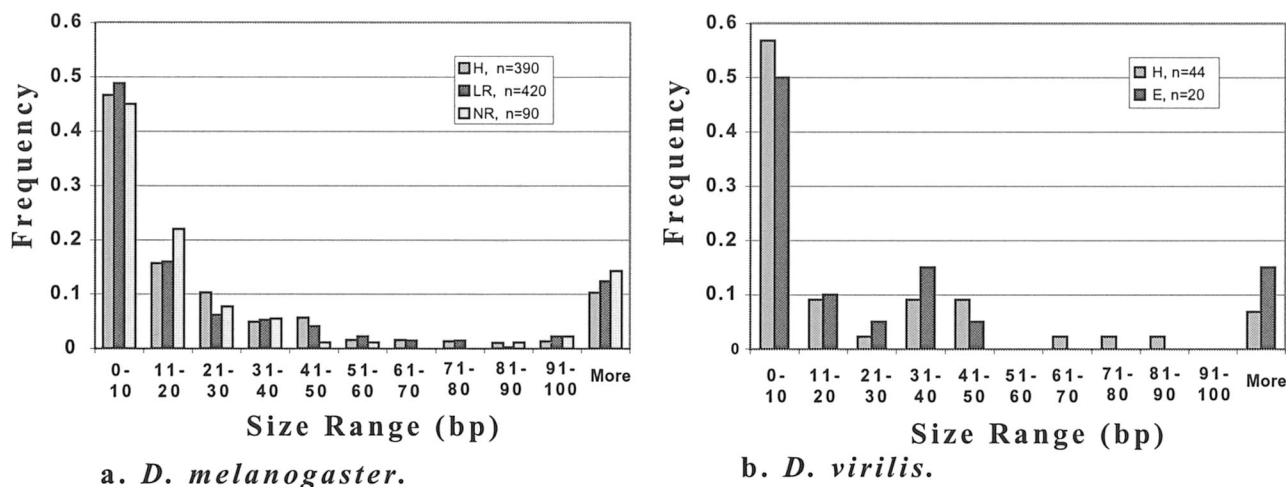 0.6
0.5
0.4
0.3
0.2
0.1
0
Frequency
H, n=390
LR, n=420
NR, n=90
0- 11- 21- 31- 41- 51- 61- 71- 81- 91- More
10 20 30 40 50 60 70 80 90 100
Size Range (bp)
a. D. melanogaster.
0.6
0.5
0.4
0.3
0.2
0.1
0
Frequency
H, n=44
E, n=20
0- 11- 21- 31- 41- 51- 61- 71- 81- 91- More
10 20 30 40 50 60 70 80 90 100
Size Range (bp)
b. D. virilis.